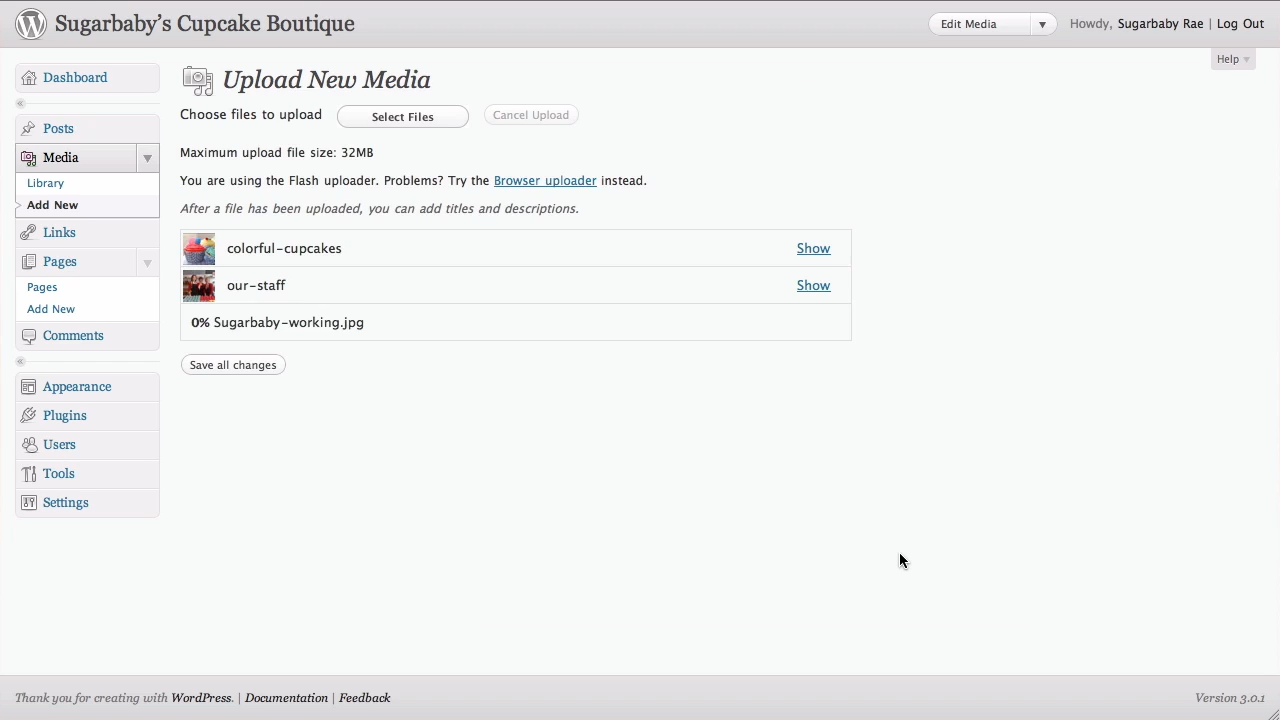 Sugarbaby's Cupcake Boutique
Edit Media
Howdy, Sugarbaby Rae | Log Out
Help
Dashboard
Posts
Media
Library
Add New
Links
Pages
Pages
Add New
Comments
Appearance
Plugins
Users
Tools
Settings
Upload New Media
Choose files to upload Select Files Cancel Upload
Maximum upload file size: 32MB
You are using the Flash uploader. Problems? Try the Browser uploader instead.
After a file has been uploaded, you can add titles and descriptions.
colorful-cupcakes Show
our-staff Show
0% Sugarbaby-working.jpg
Save all changes
Thank you for creating with WordPress. | Documentation | Feedback
Version 3.0.1